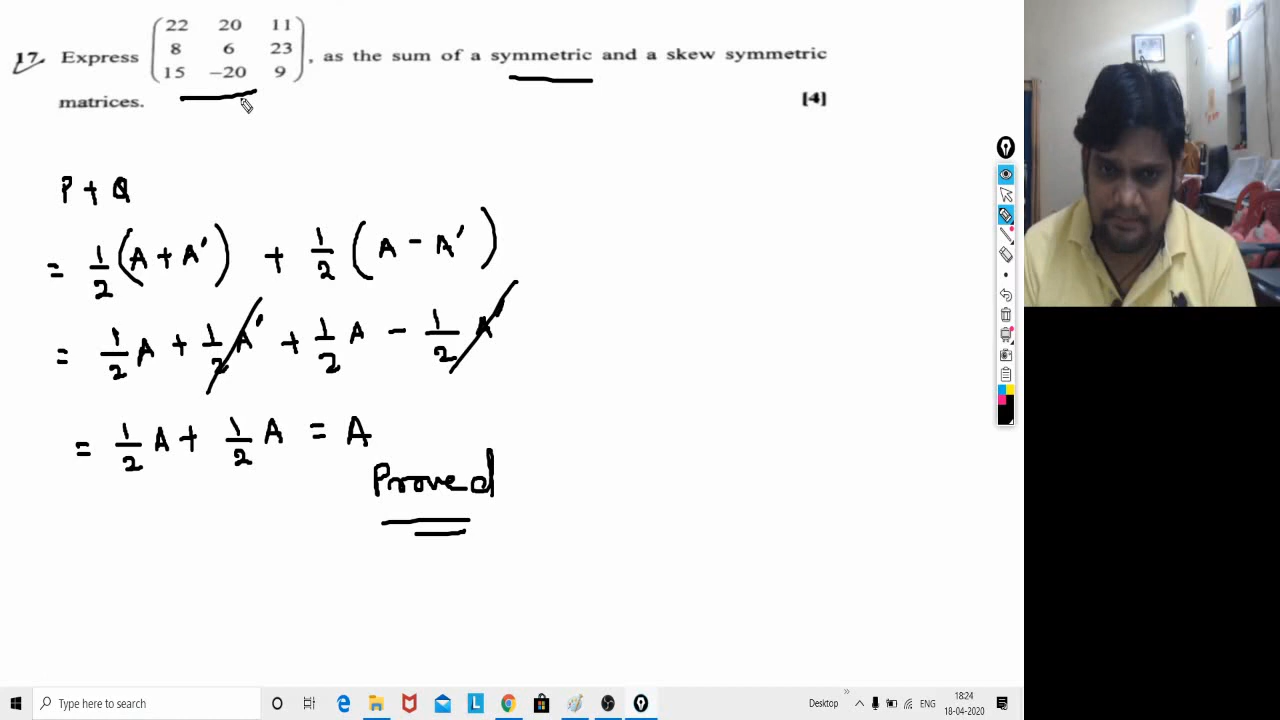 17. Express (22 20 11
8 6 23
15 −20 9), as the sum of a symmetric and a skew symmetric
matrices. [4]
P + Q
= 1/2 (A + A') + 1/2 (A − A')
= 1/2 A + 1/2 A' + 1/2 A − 1/2 A'
= 1/2 A + 1/2 A = A
Proved
Type here to search
Desktop
ENG
18:24
18-04-2020